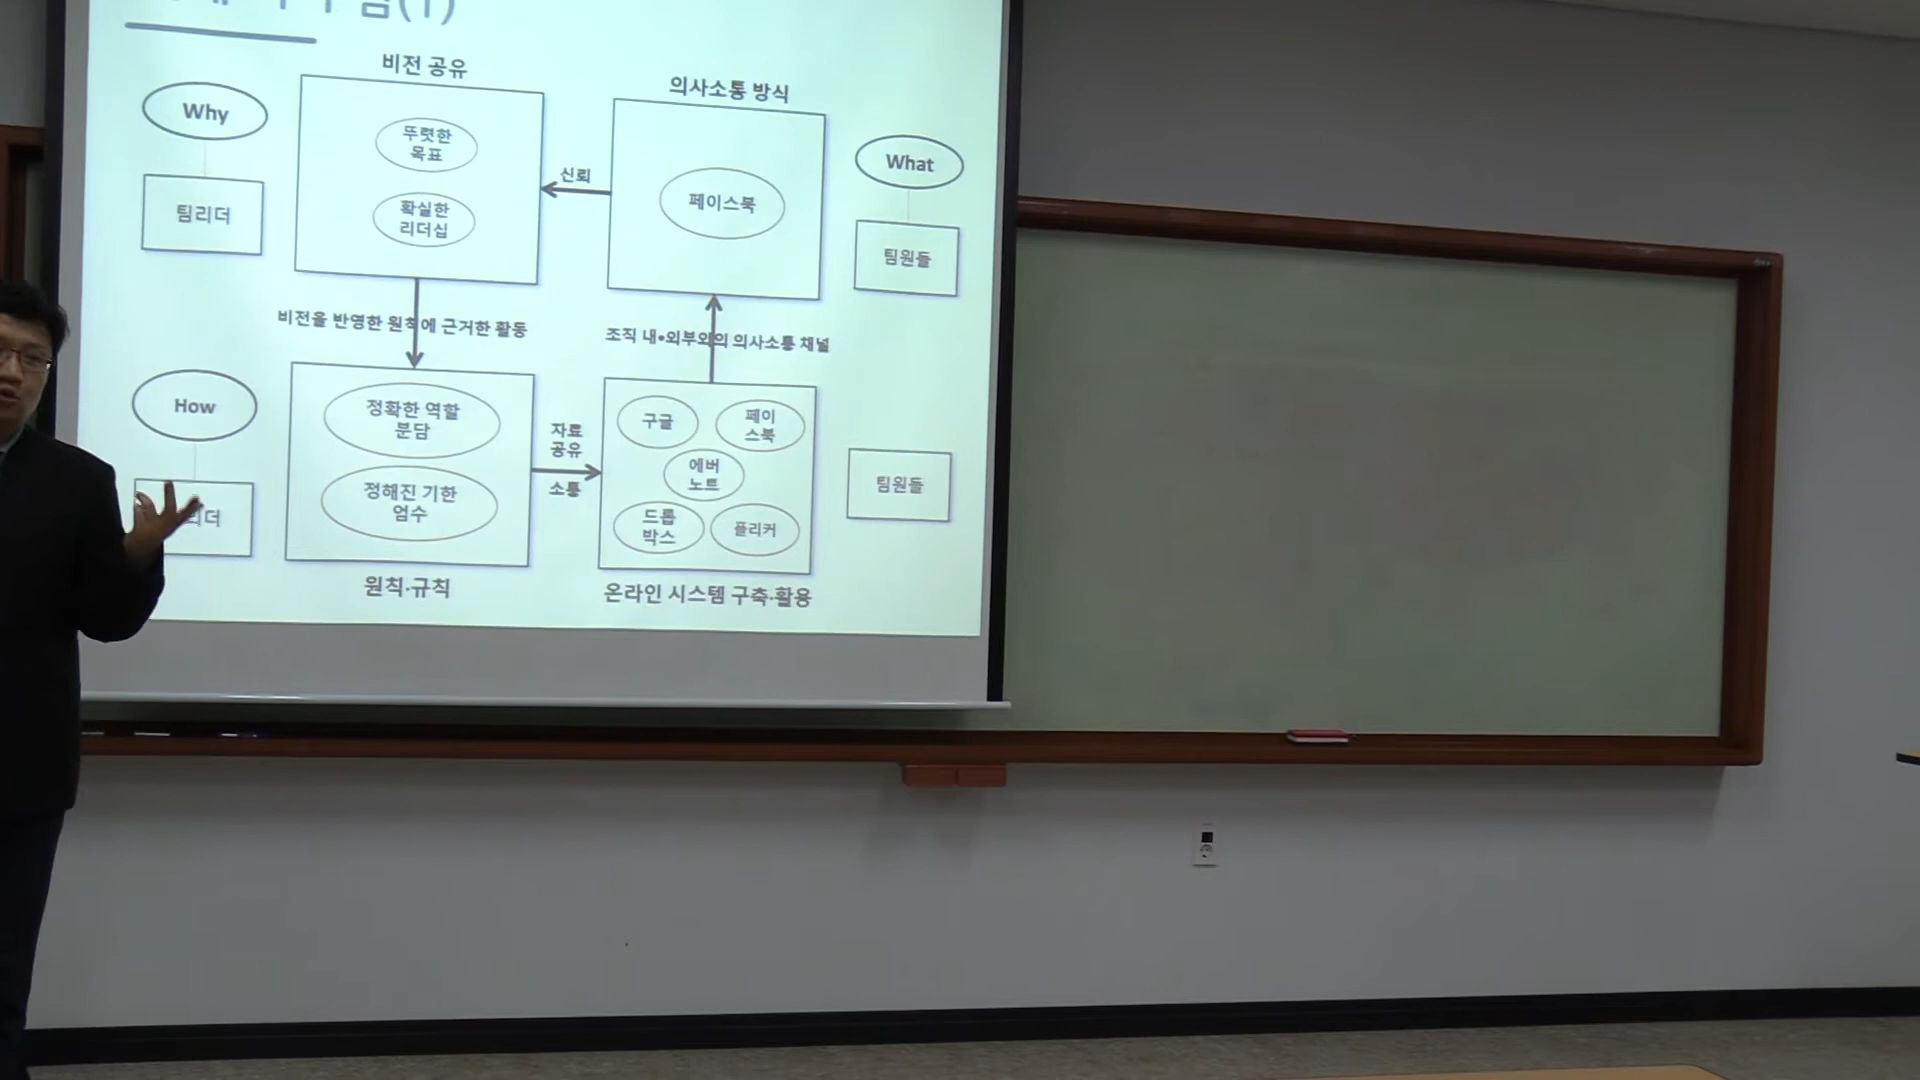 (1)
비전 공유
의사소통 방식
Why
뚜렷한
목표
What
신뢰
팀리더
확실한
리더십
페이스북
팀원들
비전을 반영한 원칙에 근거한 활동
조직 내•외부와의 의사소통 채널
How
정확한 역할
분담
자료
공유
구글
페이
스북
에버
노트
소통
팀원들
리더
정해진 기한
엄수
드롭
박스
플리커
원칙·규칙
온라인 시스템 구축·활용